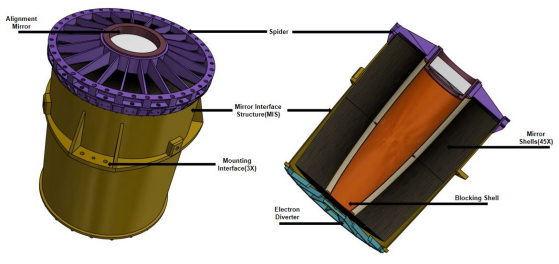 Alignment
Mirror
Spider
Mirror Interface
Structure(MIS)
Mounting
Interface(3X)
Mirror
Shells(45X)
Blocking Shell
Electron
Diverter